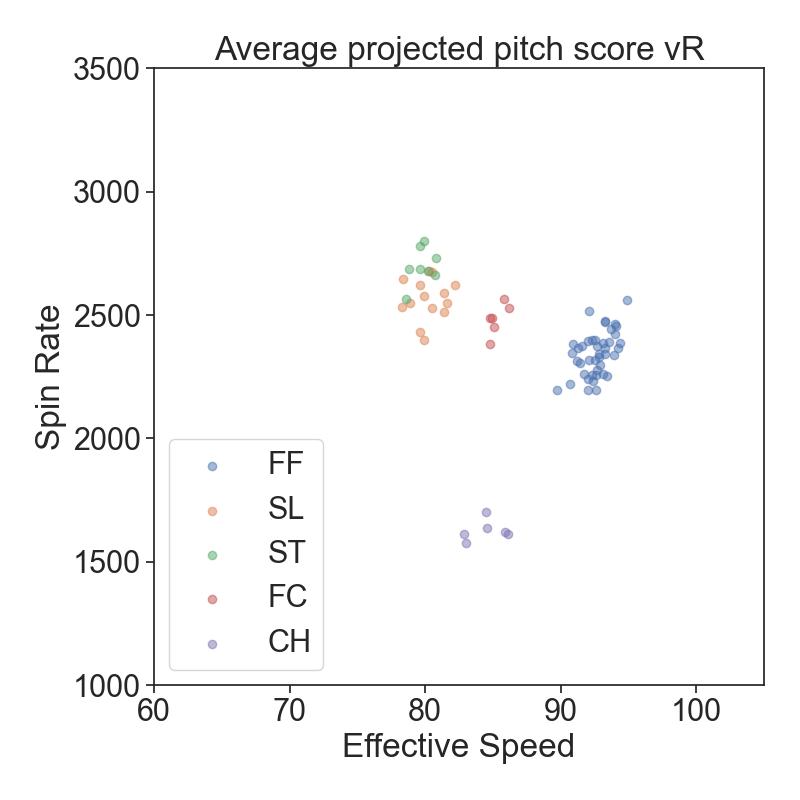 Average projected pitch score vR
3500
3000
2500
2000
1500
1000
Spin Rate
FF
SL
ST
FC
CH
60 70 80 90 100
Effective Speed